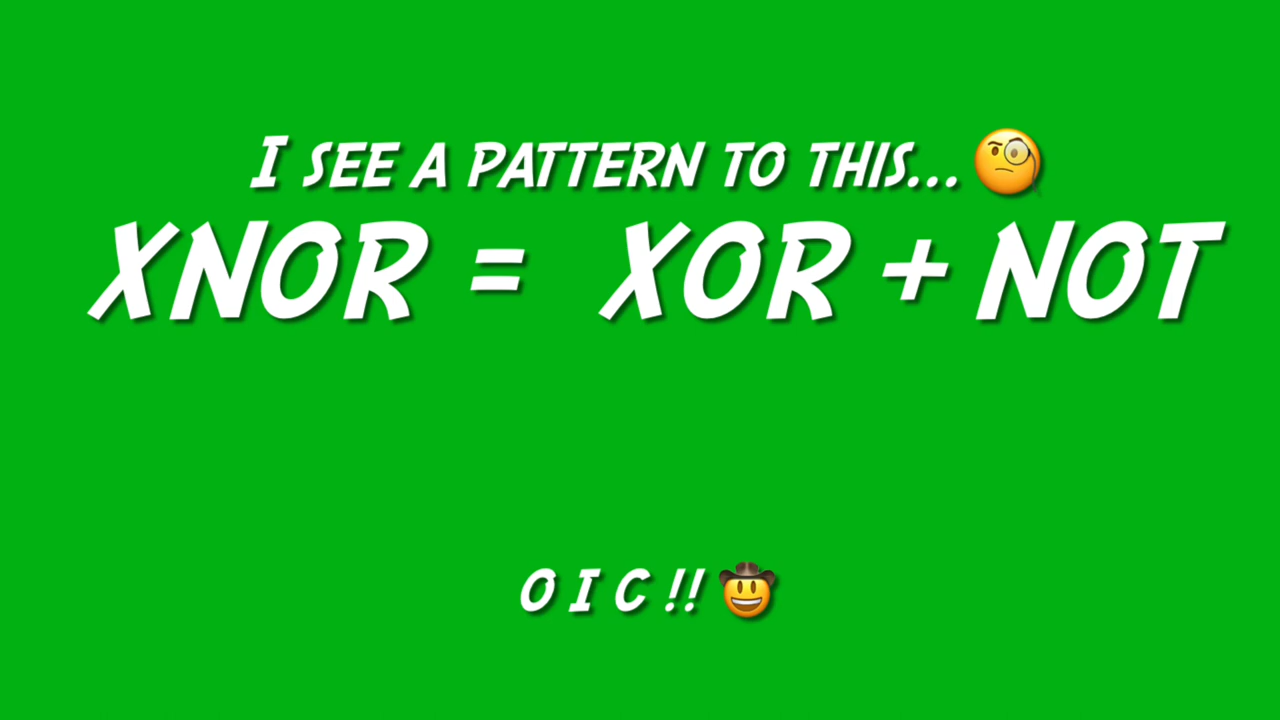 I SEE A PATTERN TO THIS... 🧐
XNOR = XOR + NOT
O I C !! 🤠